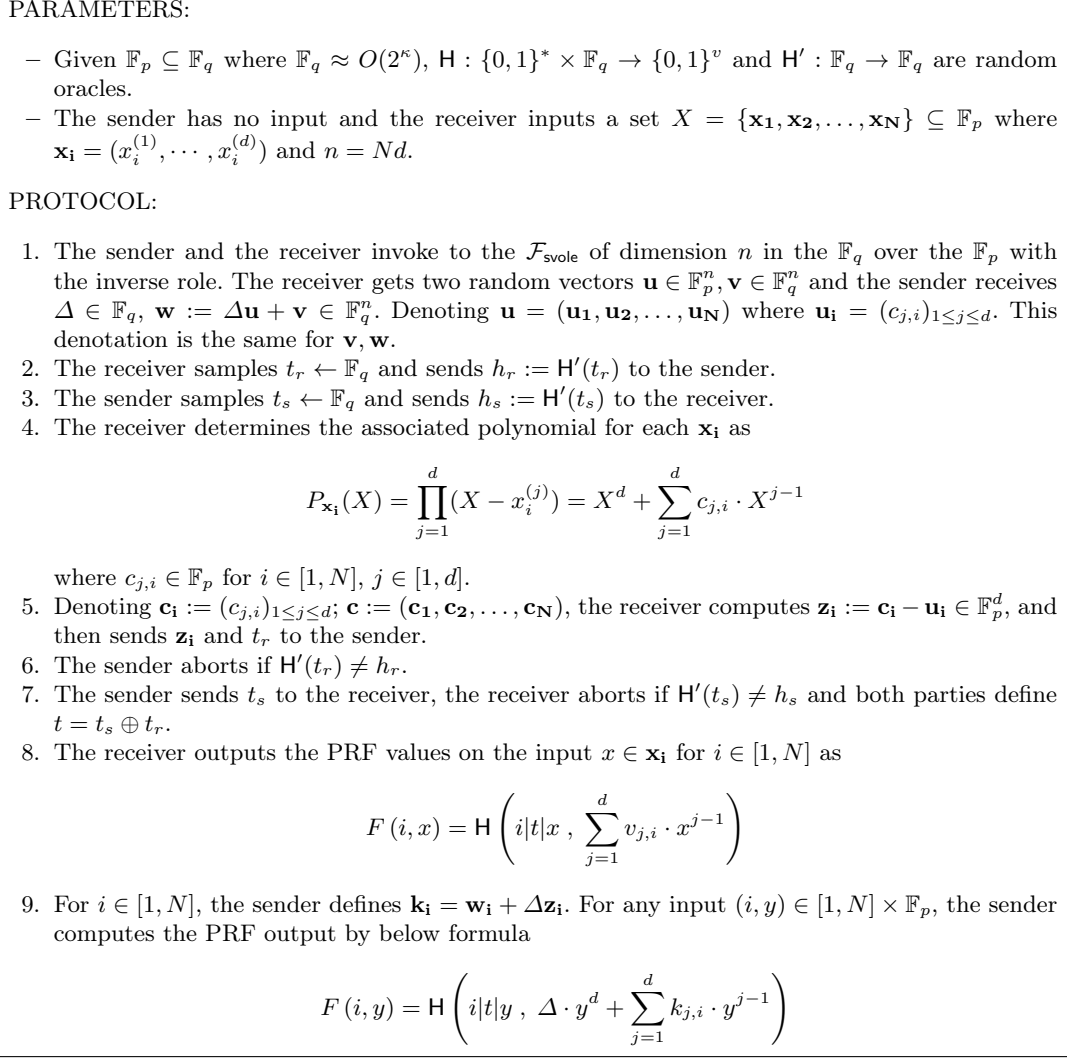 PARAMETERS:
– Given 𝔽_p ⊆ 𝔽_q where 𝔽_q ≈ O(2^κ), H : {0, 1}^* × 𝔽_q → {0, 1}^v and H′ : 𝔽_q → 𝔽_q are random
oracles.
– The sender has no input and the receiver inputs a set X = {x_1, x_2, . . . , x_N} ⊆ 𝔽_p where
x_i = (x_i^{(1)}, · · · , x_i^{(d)}) and n = Nd.
PROTOCOL:
1. The sender and the receiver invoke to the ℱ_svole of dimension n in the 𝔽_q over the 𝔽_p with
the inverse role. The receiver gets two random vectors u ∈ 𝔽_p^n, v ∈ 𝔽_q^n and the sender receives
Δ ∈ 𝔽_q, w := Δu + v ∈ 𝔽_q^n. Denoting u = (u_1, u_2, . . . , u_N) where u_i = (c_{j,i})_{1≤j≤d}. This
denotation is the same for v, w.
2. The receiver samples t_r ← 𝔽_q and sends h_r := H′(t_r) to the sender.
3. The sender samples t_s ← 𝔽_q and sends h_s := H′(t_s) to the receiver.
4. The receiver determines the associated polynomial for each x_i as
P_{x_i}(X) = ∏_{j=1}^{d} (X − x_i^{(j)}) = X^d + ∑_{j=1}^{d} c_{j,i} · X^{j−1}
where c_{j,i} ∈ 𝔽_p for i ∈ [1, N], j ∈ [1, d].
5. Denoting c_i := (c_{j,i})_{1≤j≤d}; c := (c_1, c_2, . . . , c_N), the receiver computes z_i := c_i − u_i ∈ 𝔽_p^d, and
then sends z_i and t_r to the sender.
6. The sender aborts if H′(t_r) ≠ h_r.
7. The sender sends t_s to the receiver, the receiver aborts if H′(t_s) ≠ h_s and both parties define
t = t_s ⊕ t_r.
8. The receiver outputs the PRF values on the input x ∈ x_i for i ∈ [1, N] as
F (i, x) = H ( i|t|x , ∑_{j=1}^{d} v_{j,i} · x^{j−1} )
9. For i ∈ [1, N], the sender defines k_i = w_i + Δz_i. For any input (i, y) ∈ [1, N] × 𝔽_p, the sender
computes the PRF output by below formula
F (i, y) = H ( i|t|y , Δ · y^d + ∑_{j=1}^{d} k_{j,i} · y^{j−1} )